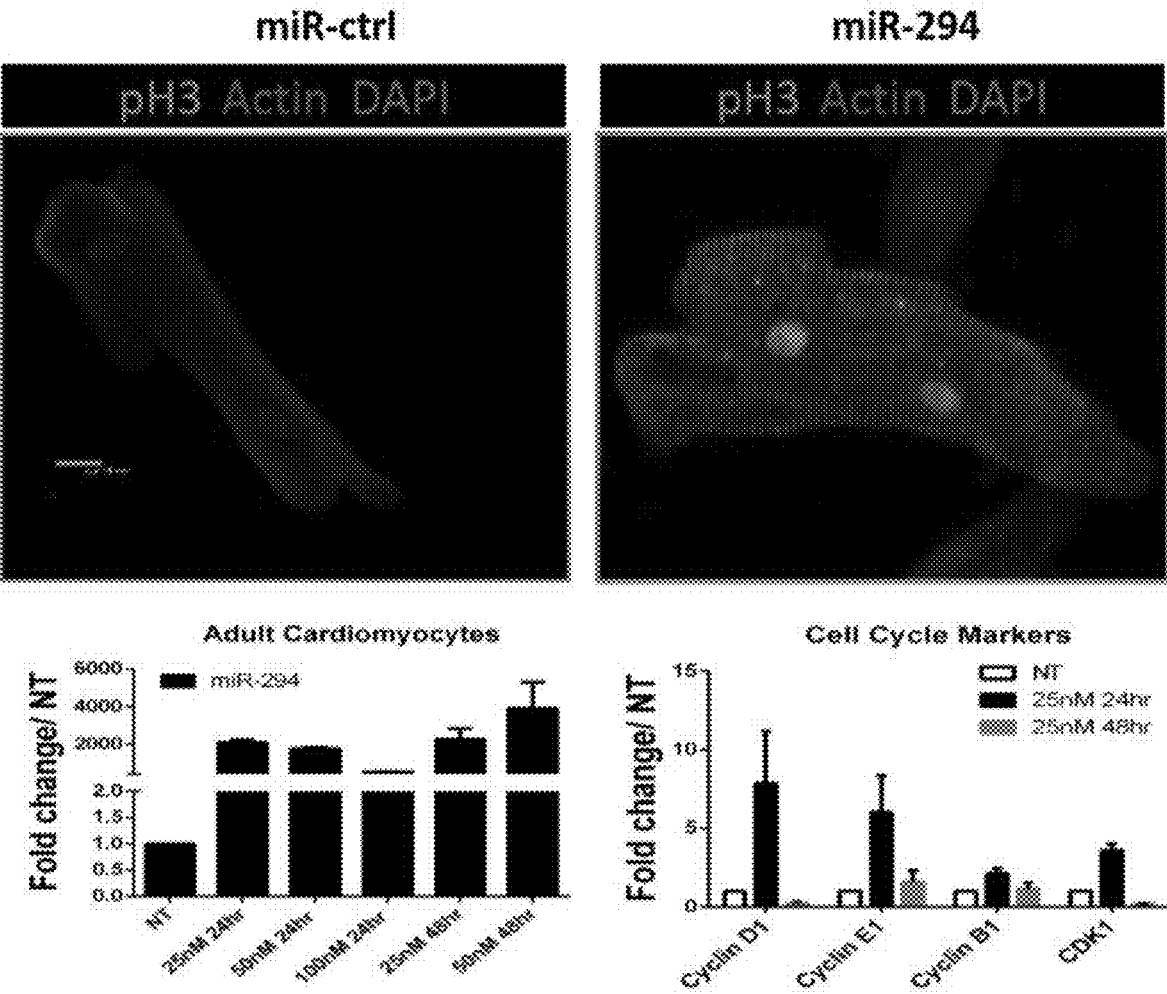 miR-ctrl
miR-294
pH3 Actin DAPI
pH3 Actin DAPI
Adult Cardiomyocytes
Fold change/ NT
6000
4000
2000
2.0
1.5
1.0
0.5
0.0
miR-294
NT
25nM 24hr
50nM 24hr
100nM 24hr
25nM 48hr
50nM 48hr
Cell Cycle Markers
Fold change/ NT
15
10
5
0
NT
25nM 24hr
25nM 48hr
Cyclin D1
Cyclin E1
Cyclin B1
CDK1